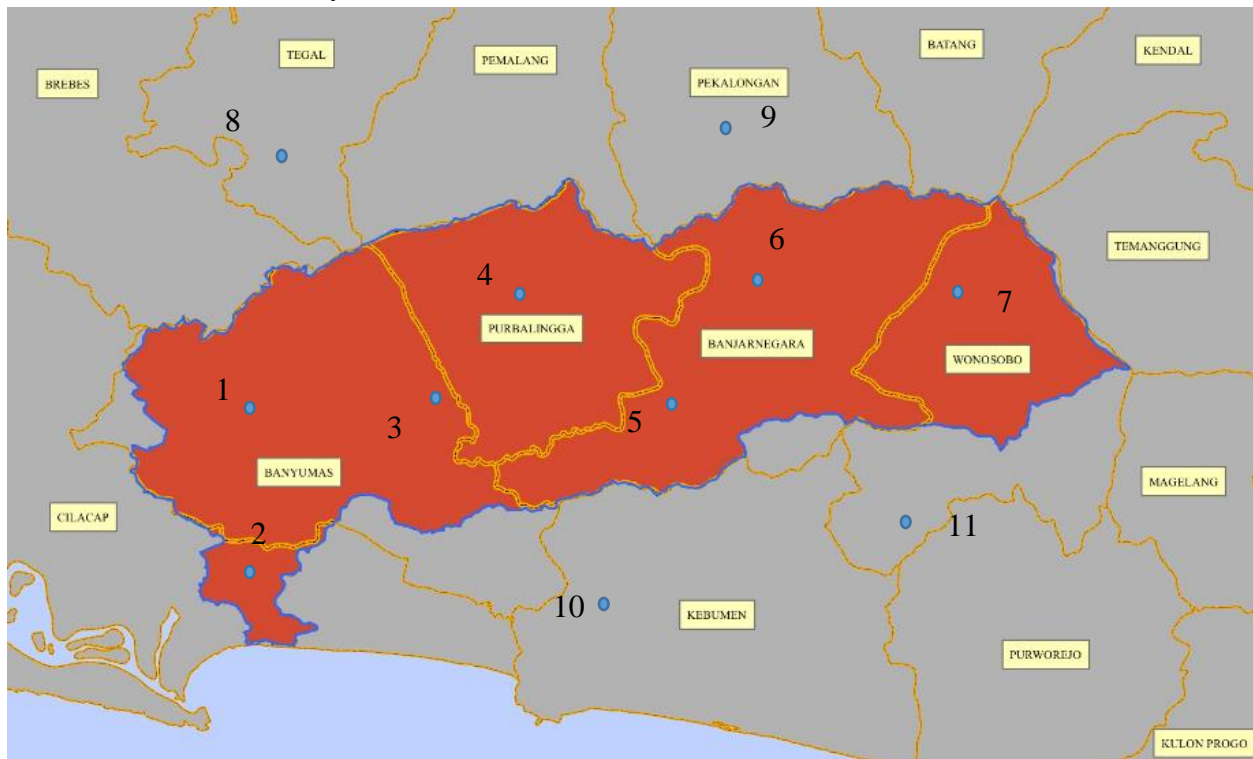 BATANG
KENDAL
TEGAL
PEMALANG
BREBES
PEKALONGAN
8
9
6
TEMANGGUNG
4
7
PURBALINGGA
BANJARNEGARA
WONOSOBO
1
3
5
BANYUMAS
MAGELANG
CILACAP
2
11
10
KEBUMEN
PURWOREJO
KULON PROGO